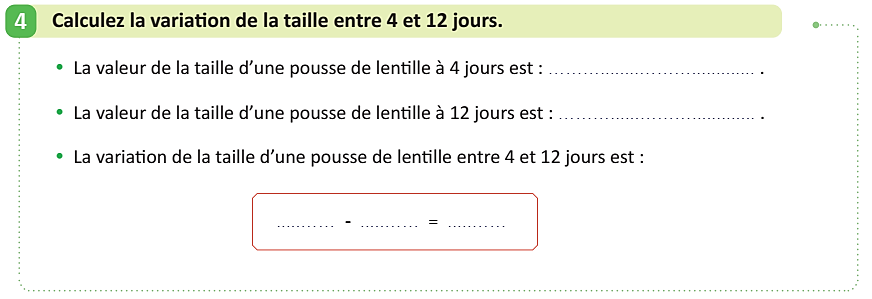 4 Calculez la variation de la taille entre 4 et 12 jours.
• La valeur de la taille d'une pousse de lentille à 4 jours est : .............................. .
• La valeur de la taille d'une pousse de lentille à 12 jours est : .............................. .
• La variation de la taille d'une pousse de lentille entre 4 et 12 jours est :
........... - ........... = ...........